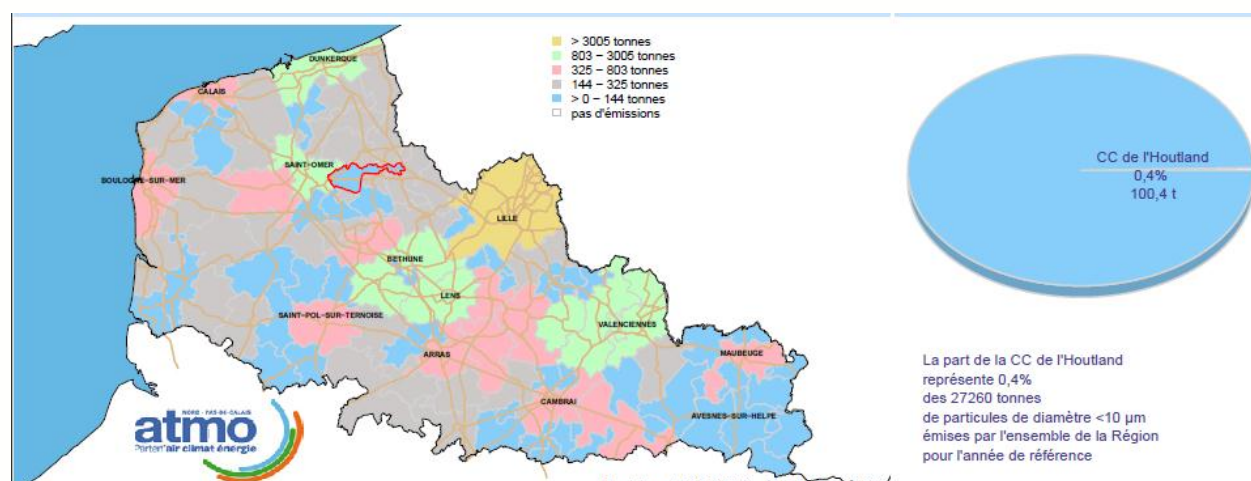 > 3005 tonnes
803 – 3005 tonnes
325 – 803 tonnes
144 – 325 tonnes
> 0 – 144 tonnes
pas d'émissions
DUNKERQUE
CALAIS
SAINT-OMER
BOULOGNE-SUR-MER
LILLE
BETHUNE
LENS
SAINT-POL-SUR-TERNOISE
VALENCIENNES
ARRAS
MAUBEUGE
CAMBRAI
AVESNES-SUR-HELPE
NORD - PAS-DE-CALAIS
atmo
Parten'air climat énergie
CC de l'Houtland
0,4%
100,4 t
La part de la CC de l'Houtland
représente 0,4%
des 27260 tonnes
de particules de diamètre <10 µm
émises par l'ensemble de la Région
pour l'année de référence